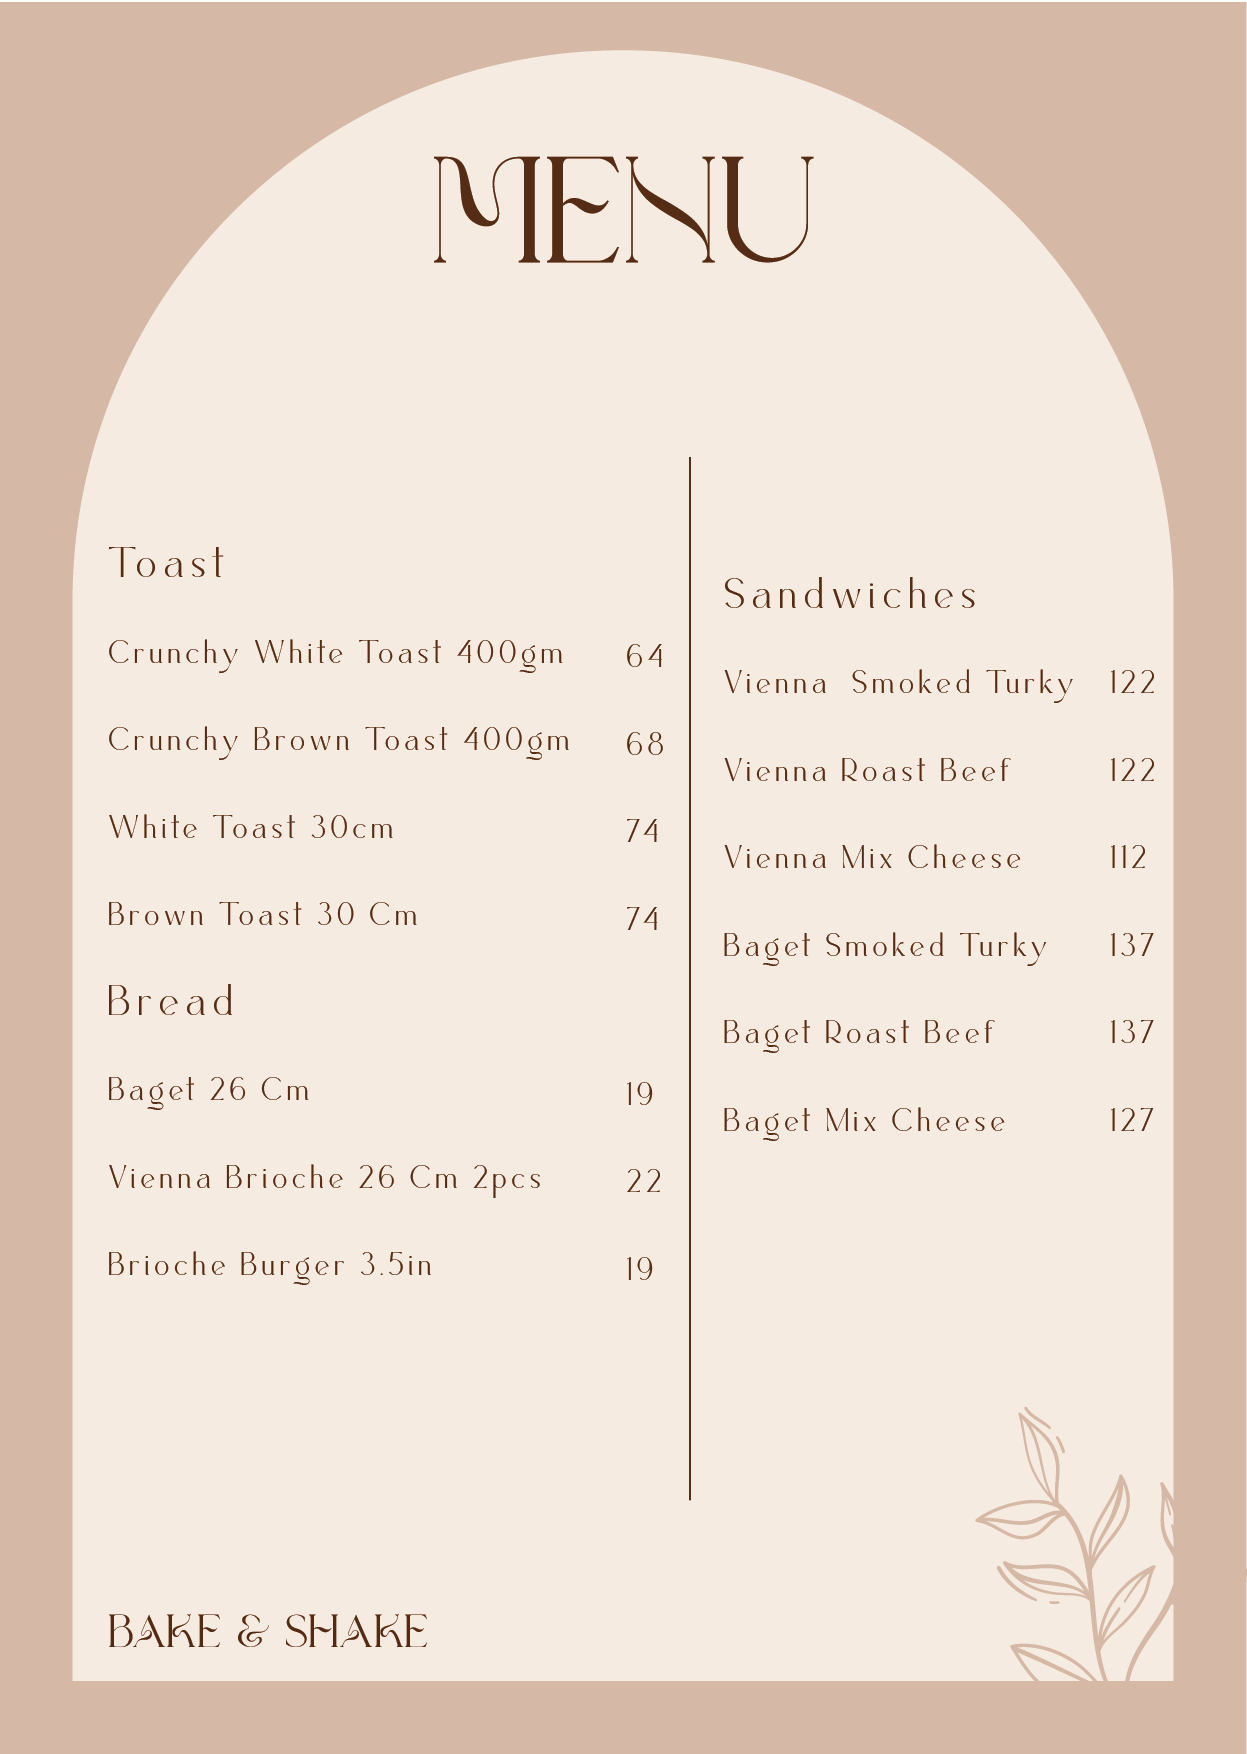 MENU
Toast
Crunchy White Toast 400gm 64
Crunchy Brown Toast 400gm 68
White Toast 30cm 74
Brown Toast 30 Cm 74
Bread
Baget 26 Cm 19
Vienna Brioche 26 Cm 2pcs 22
Brioche Burger 3.5in 19
Sandwiches
Vienna Smoked Turky 122
Vienna Roast Beef 122
Vienna Mix Cheese 112
Baget Smoked Turky 137
Baget Roast Beef 137
Baget Mix Cheese 127
BAKE & SHAKE